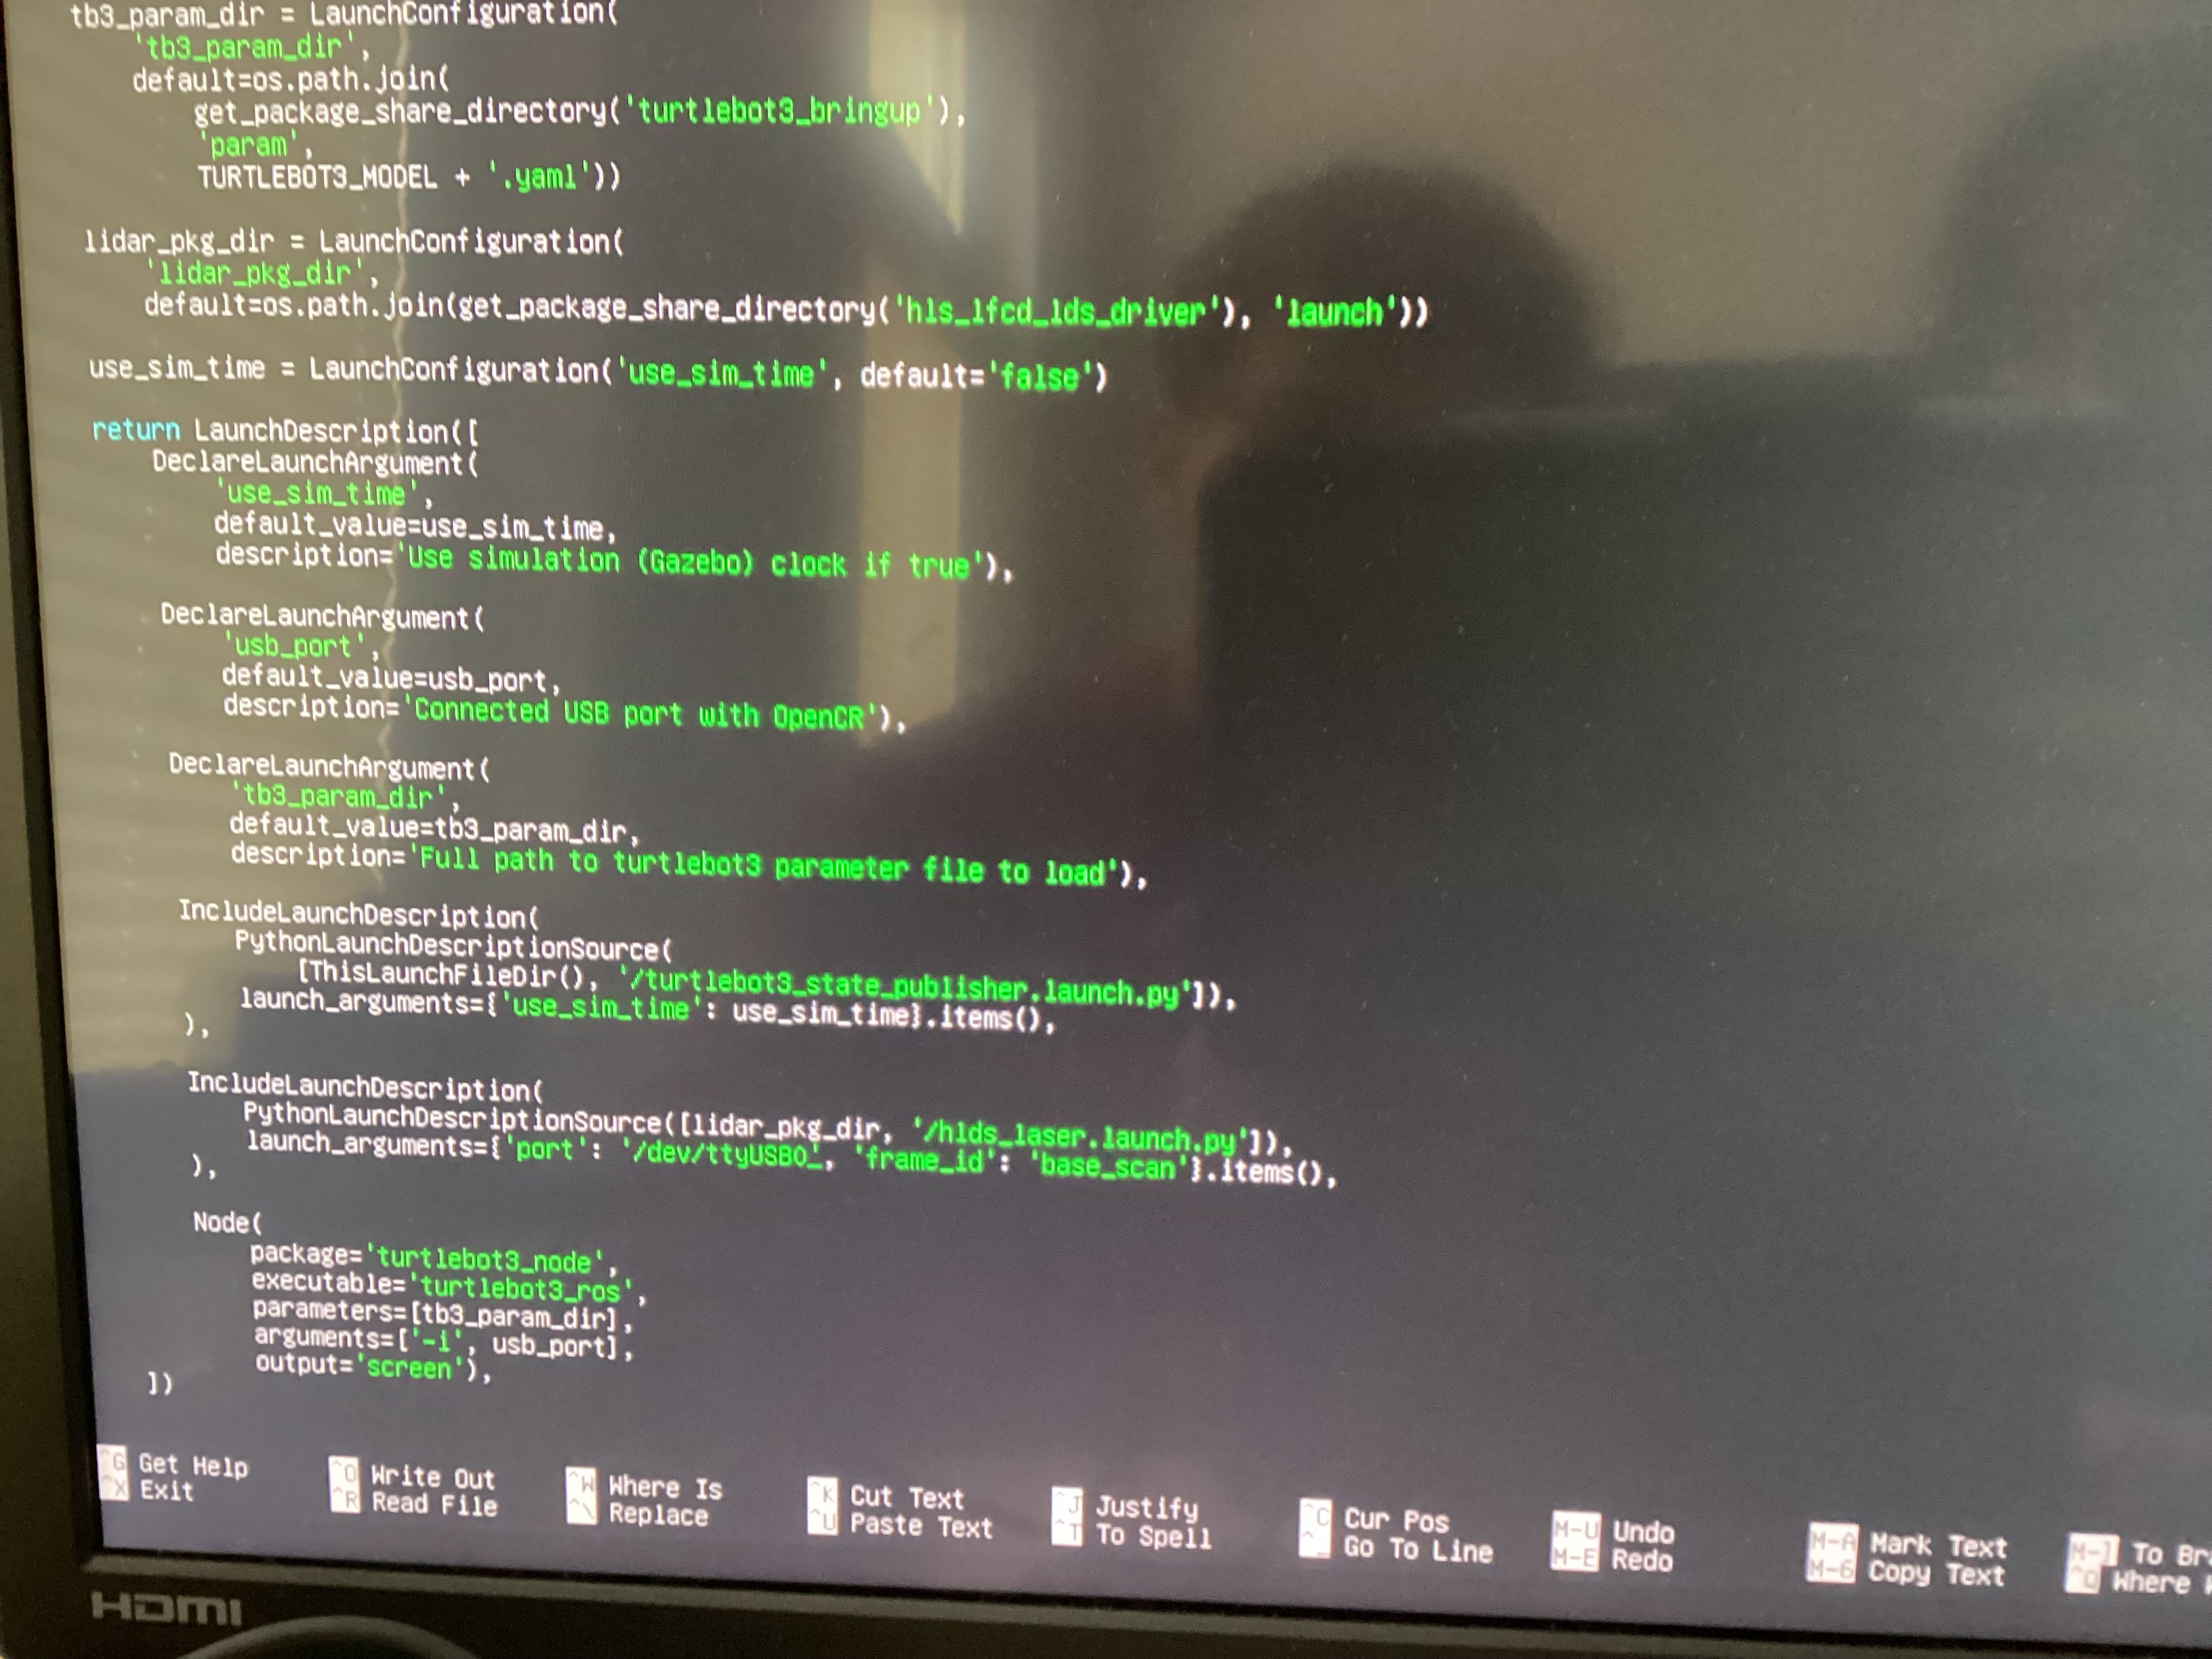 tb3_param_dir = LaunchConfiguration(
    'tb3_param_dir',
    default=os.path.join(
        get_package_share_directory('turtlebot3_bringup'),
        'param',
        TURTLEBOT3_MODEL + '.yaml'))

lidar_pkg_dir = LaunchConfiguration(
    'lidar_pkg_dir',
    default=os.path.join(get_package_share_directory('hls_lfcd_lds_driver'), 'launch'))

use_sim_time = LaunchConfiguration('use_sim_time', default='false')

return LaunchDescription([
    DeclareLaunchArgument(
        'use_sim_time',
        default_value=use_sim_time,
        description='Use simulation (Gazebo) clock if true'),

    DeclareLaunchArgument(
        'usb_port',
        default_value=usb_port,
        description='Connected USB port with OpenCR'),

    DeclareLaunchArgument(
        'tb3_param_dir',
        default_value=tb3_param_dir,
        description='Full path to turtlebot3 parameter file to load'),

    IncludeLaunchDescription(
        PythonLaunchDescriptionSource(
            [ThisLaunchFileDir(), '/turtlebot3_state_publisher.launch.py']),
        launch_arguments={'use_sim_time': use_sim_time}.items(),
    ),

    IncludeLaunchDescription(
        PythonLaunchDescriptionSource([lidar_pkg_dir, '/hlds_laser.launch.py']),
        launch_arguments={'port': '/dev/ttyUSB0', 'frame_id': 'base_scan'}.items(),
    ),

    Node(
        package='turtlebot3_node',
        executable='turtlebot3_ros',
        parameters=[tb3_param_dir],
        arguments=['-i', usb_port],
        output='screen'),
])

^G Get Help ^O Write Out ^W Where Is ^K Cut Text ^J Justify ^C Cur Pos M-U Undo M-A Mark Text M-] To
^X Exit ^R Read File ^\ Replace ^U Paste Text ^T To Spell ^_ Go To Line M-E Redo M-6 Copy Text ^Q Where
HDMI